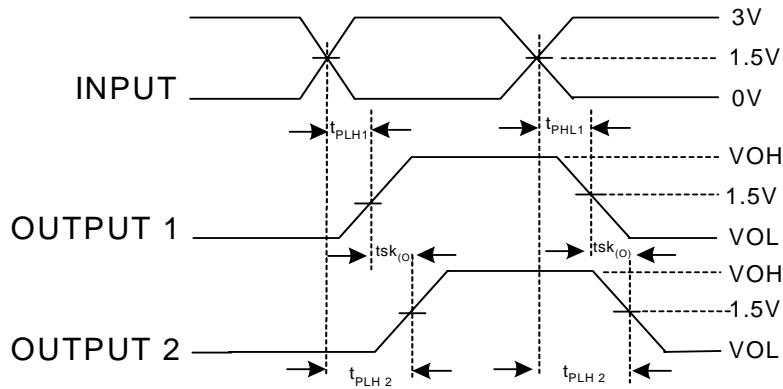 3V
1.5V
INPUT
0V
tPLH1
tPHL1
VOH
1.5V
OUTPUT 1
VOL
tsk(O)
tsk(O)
VOH
1.5V
OUTPUT 2
VOL
tPLH 2
tPLH 2